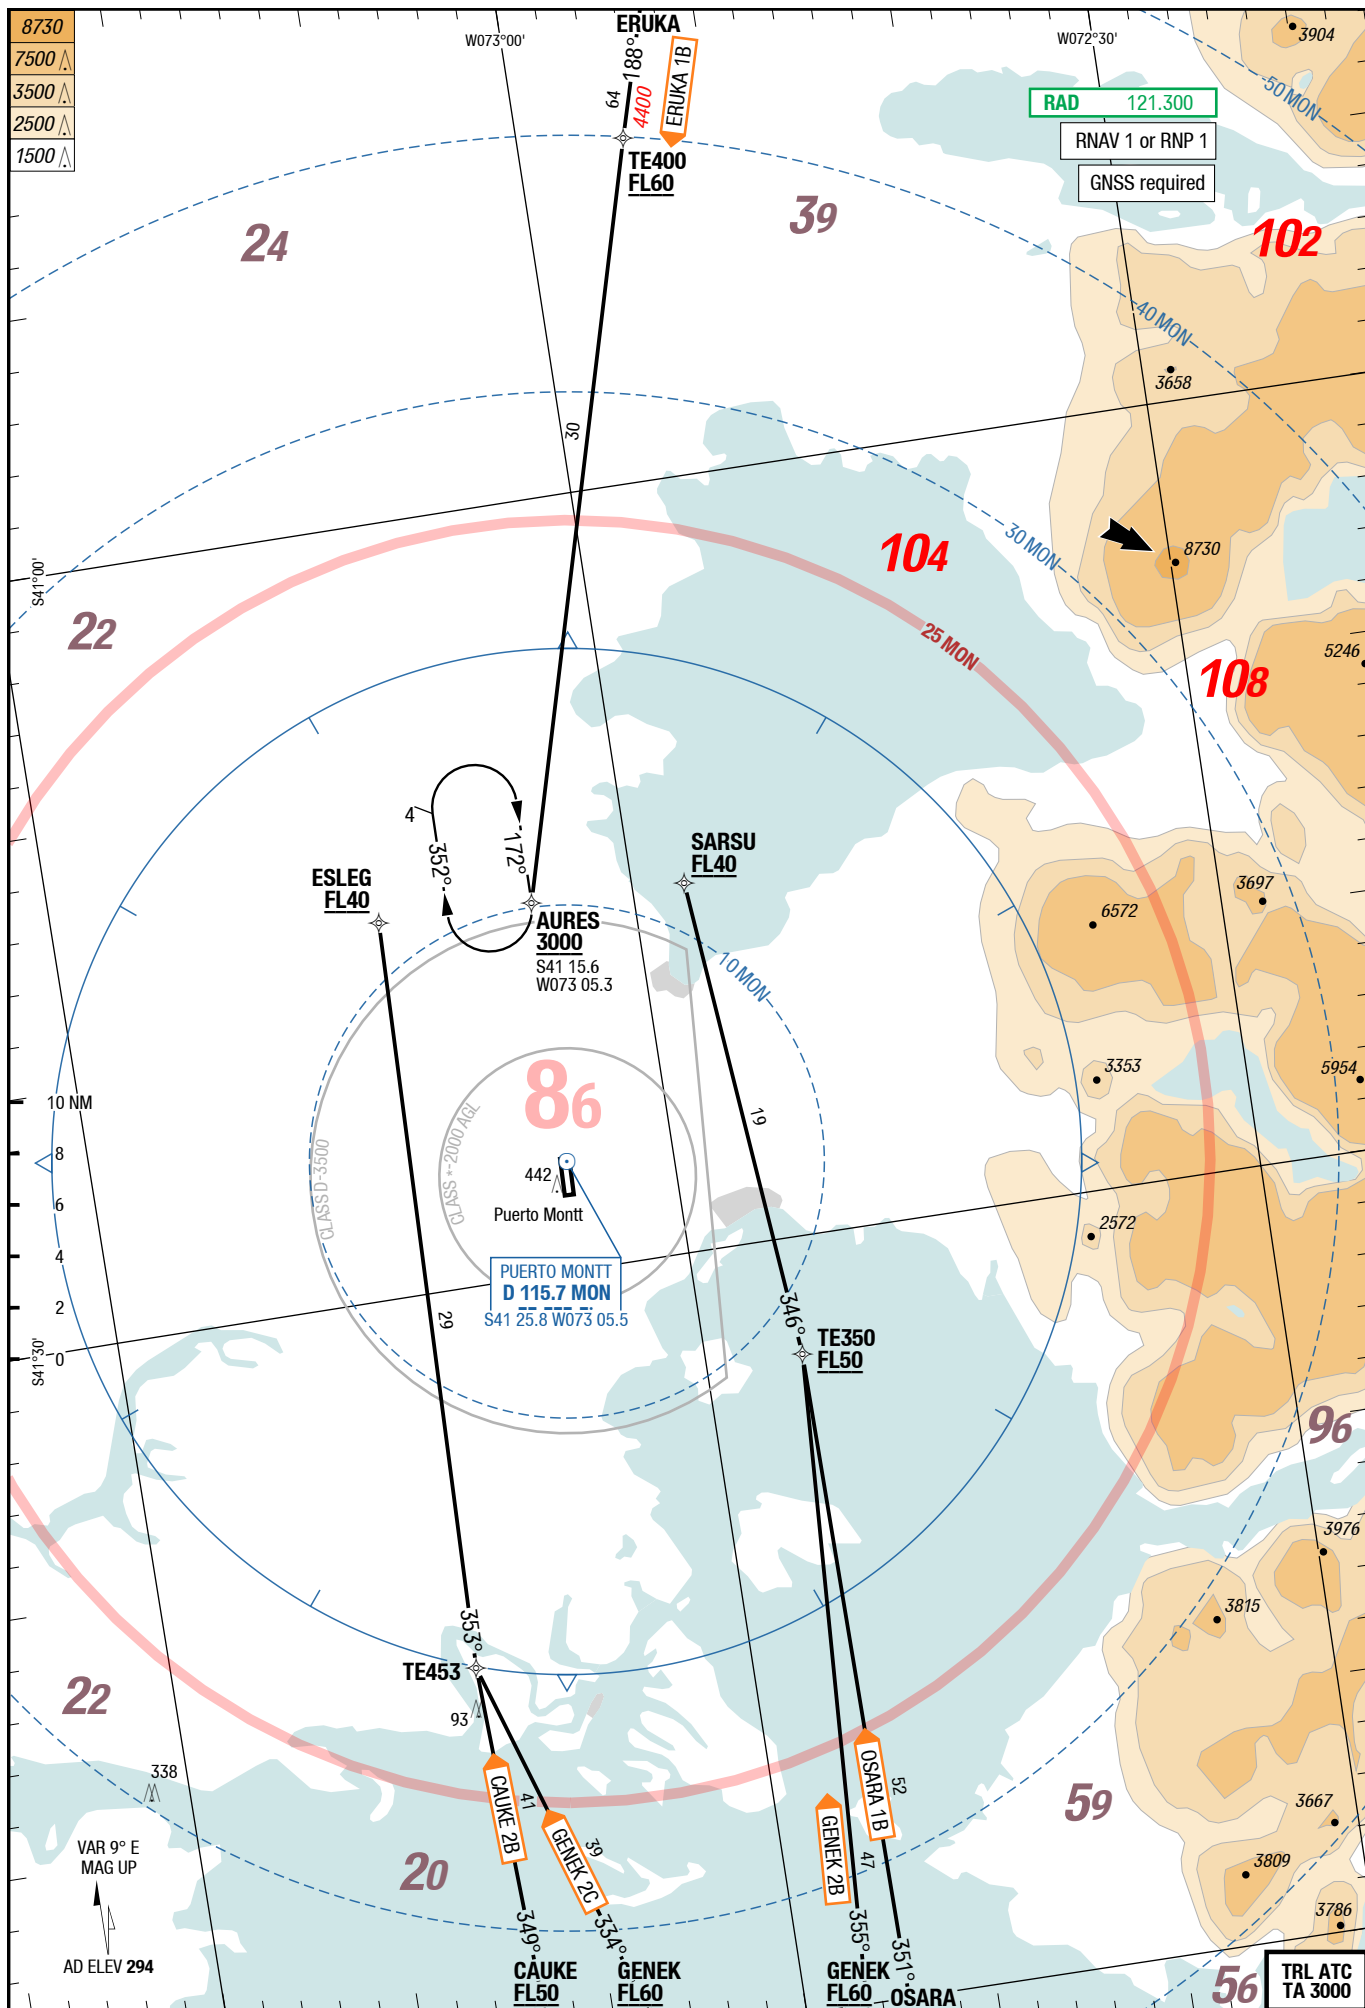 8730
7500
3500
2500
1500
W073°00'
ERUKA
188°
64
4400
ERUKA 1B
W072°30'
3904
50 MON
RAD 121.300
RNAV 1 or RNP 1
GNSS required
TE400
FL60
24
39
102
40 MON
3658
30
S41°00'
22
104
30 MON
8730
25 MON
108
5246
4
352°
172°
ESLEG
FL40
SARSU
FL40
AURES
3000
S41 15.6
W073 05.3
10 MON
6572
3697
3353
5954
86
CLASS D-3500
CLASS *-2000 AGL
19
10 NM
8
6
4
2
0
442
Puerto Montt
2572
PUERTO MONTT
D 115.7 MON
S41 25.8 W073 05.5
29
346°
TE350
FL50
S41°30'
96
3976
3815
353°
TE453
93
22
338
CAUKE 2B
41
GENEK 2C
39
OSARA 1B
52
GENEK 2B
47
59
3667
3809
3786
VAR 9° E
MAG UP
20
AD ELEV 294
349°
334°
355°
351°
CAUKE
FL50
GENEK
FL60
GENEK
FL60
OSARA
56
TRL ATC
TA 3000